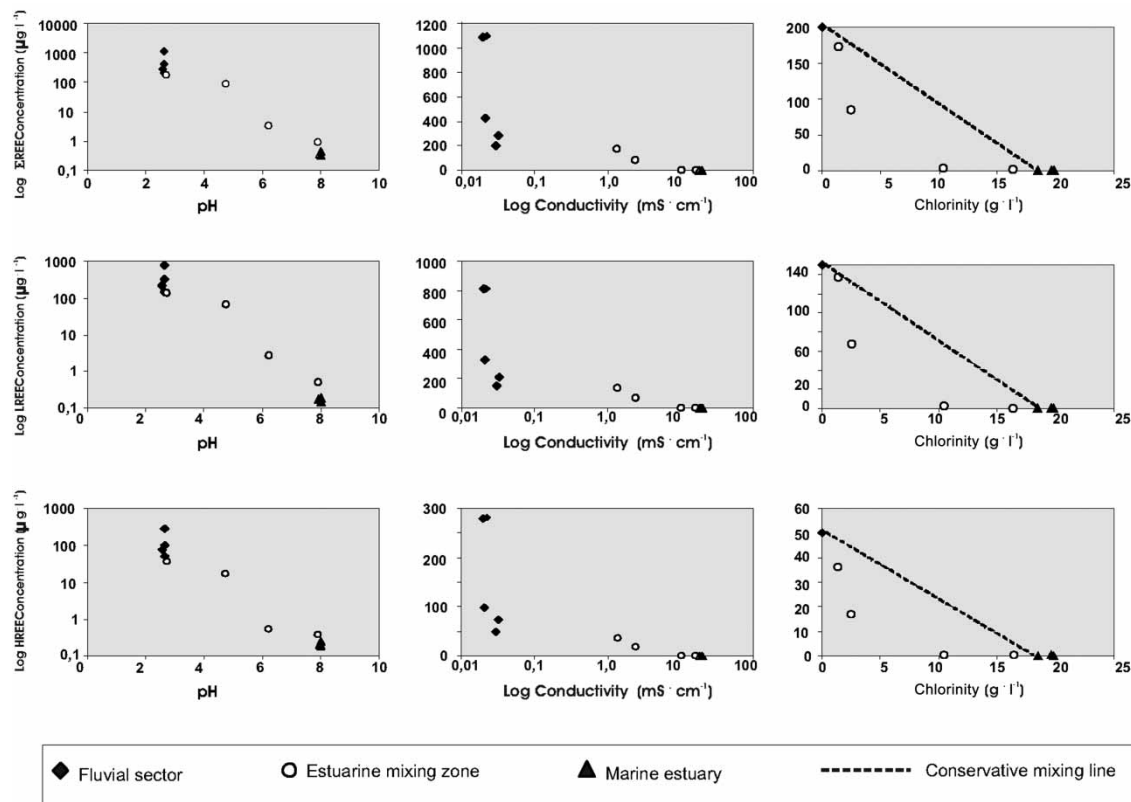 Log ΣREEConcentration (µg·l⁻¹)
10000
1000
100
10
1
0,1
0 2 4 6 8 10
pH
1200
1000
800
600
400
200
0
0,01 0,1 1,0 10 100
Log Conductivity (mS · cm⁻¹)
200
150
100
50
0
0 5 10 15 20 25
Chlorinity (g · l⁻¹)
Log LREEConcentration (µg·l⁻¹)
1000
100
10
1
0,1
0 2 4 6 8 10
pH
1000
800
600
400
200
0
0,01 0,1 1,0 10 100
Log Conductivity (mS · cm⁻¹)
140
100
60
20
0
0 5 10 15 20 25
Chlorinity (g · l⁻¹)
Log HREEConcentration (µg·l⁻¹)
1000
100
10
1
0,1
0 2 4 6 8 10
pH
300
200
100
0
0,01 0,1 1,0 10 100
Log Conductivity (mS · cm⁻¹)
60
50
40
30
20
10
0
0 5 10 15 20 25
Chlorinity (g · l⁻¹)
Fluvial sector
Estuarine mixing zone
Marine estuary
Conservative mixing line